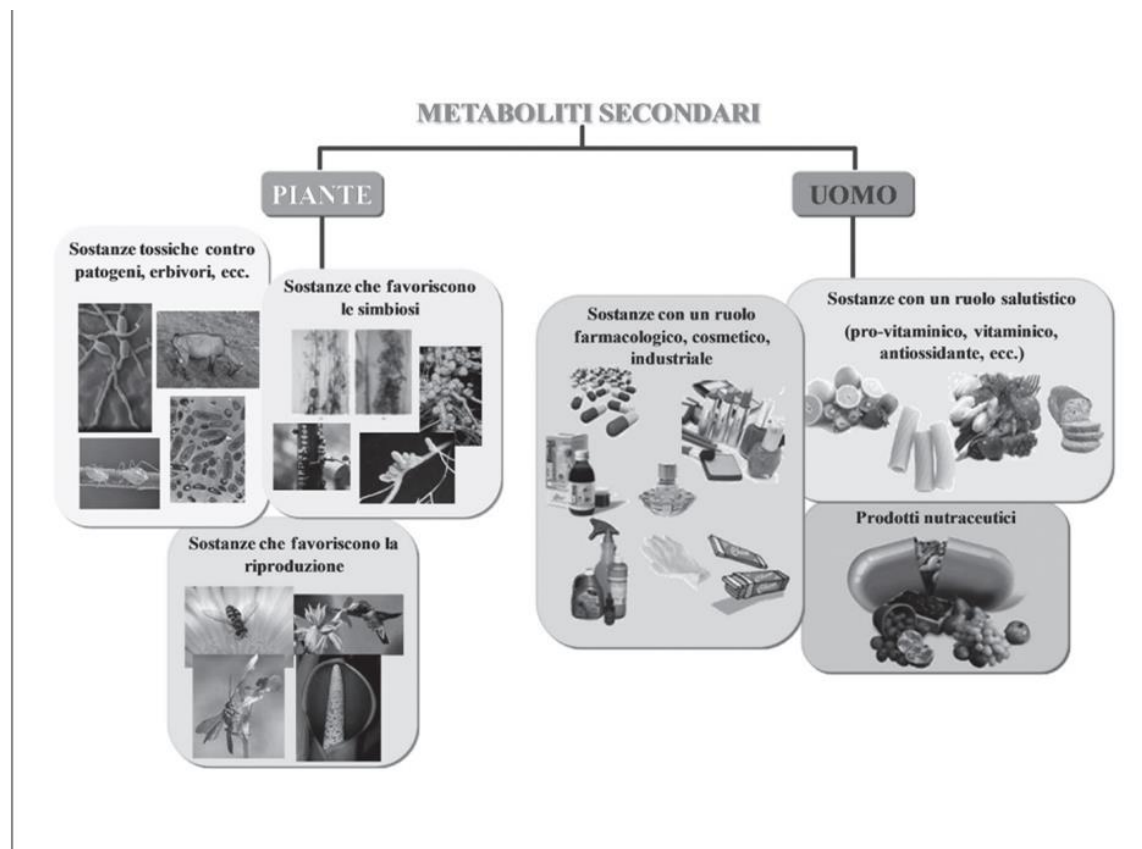 METABOLITI SECONDARI
PIANTE
UOMO
Sostanze tossiche contro
patogeni, erbivori, ecc.
Sostanze che favoriscono
le simbiosi
Sostanze che favoriscono la
riproduzione
Sostanze con un ruolo
farmacologico, cosmetico,
industriale
Sostanze con un ruolo salutistico
(pro-vitaminico, vitaminico,
antiossidante, ecc.)
Prodotti nutraceutici